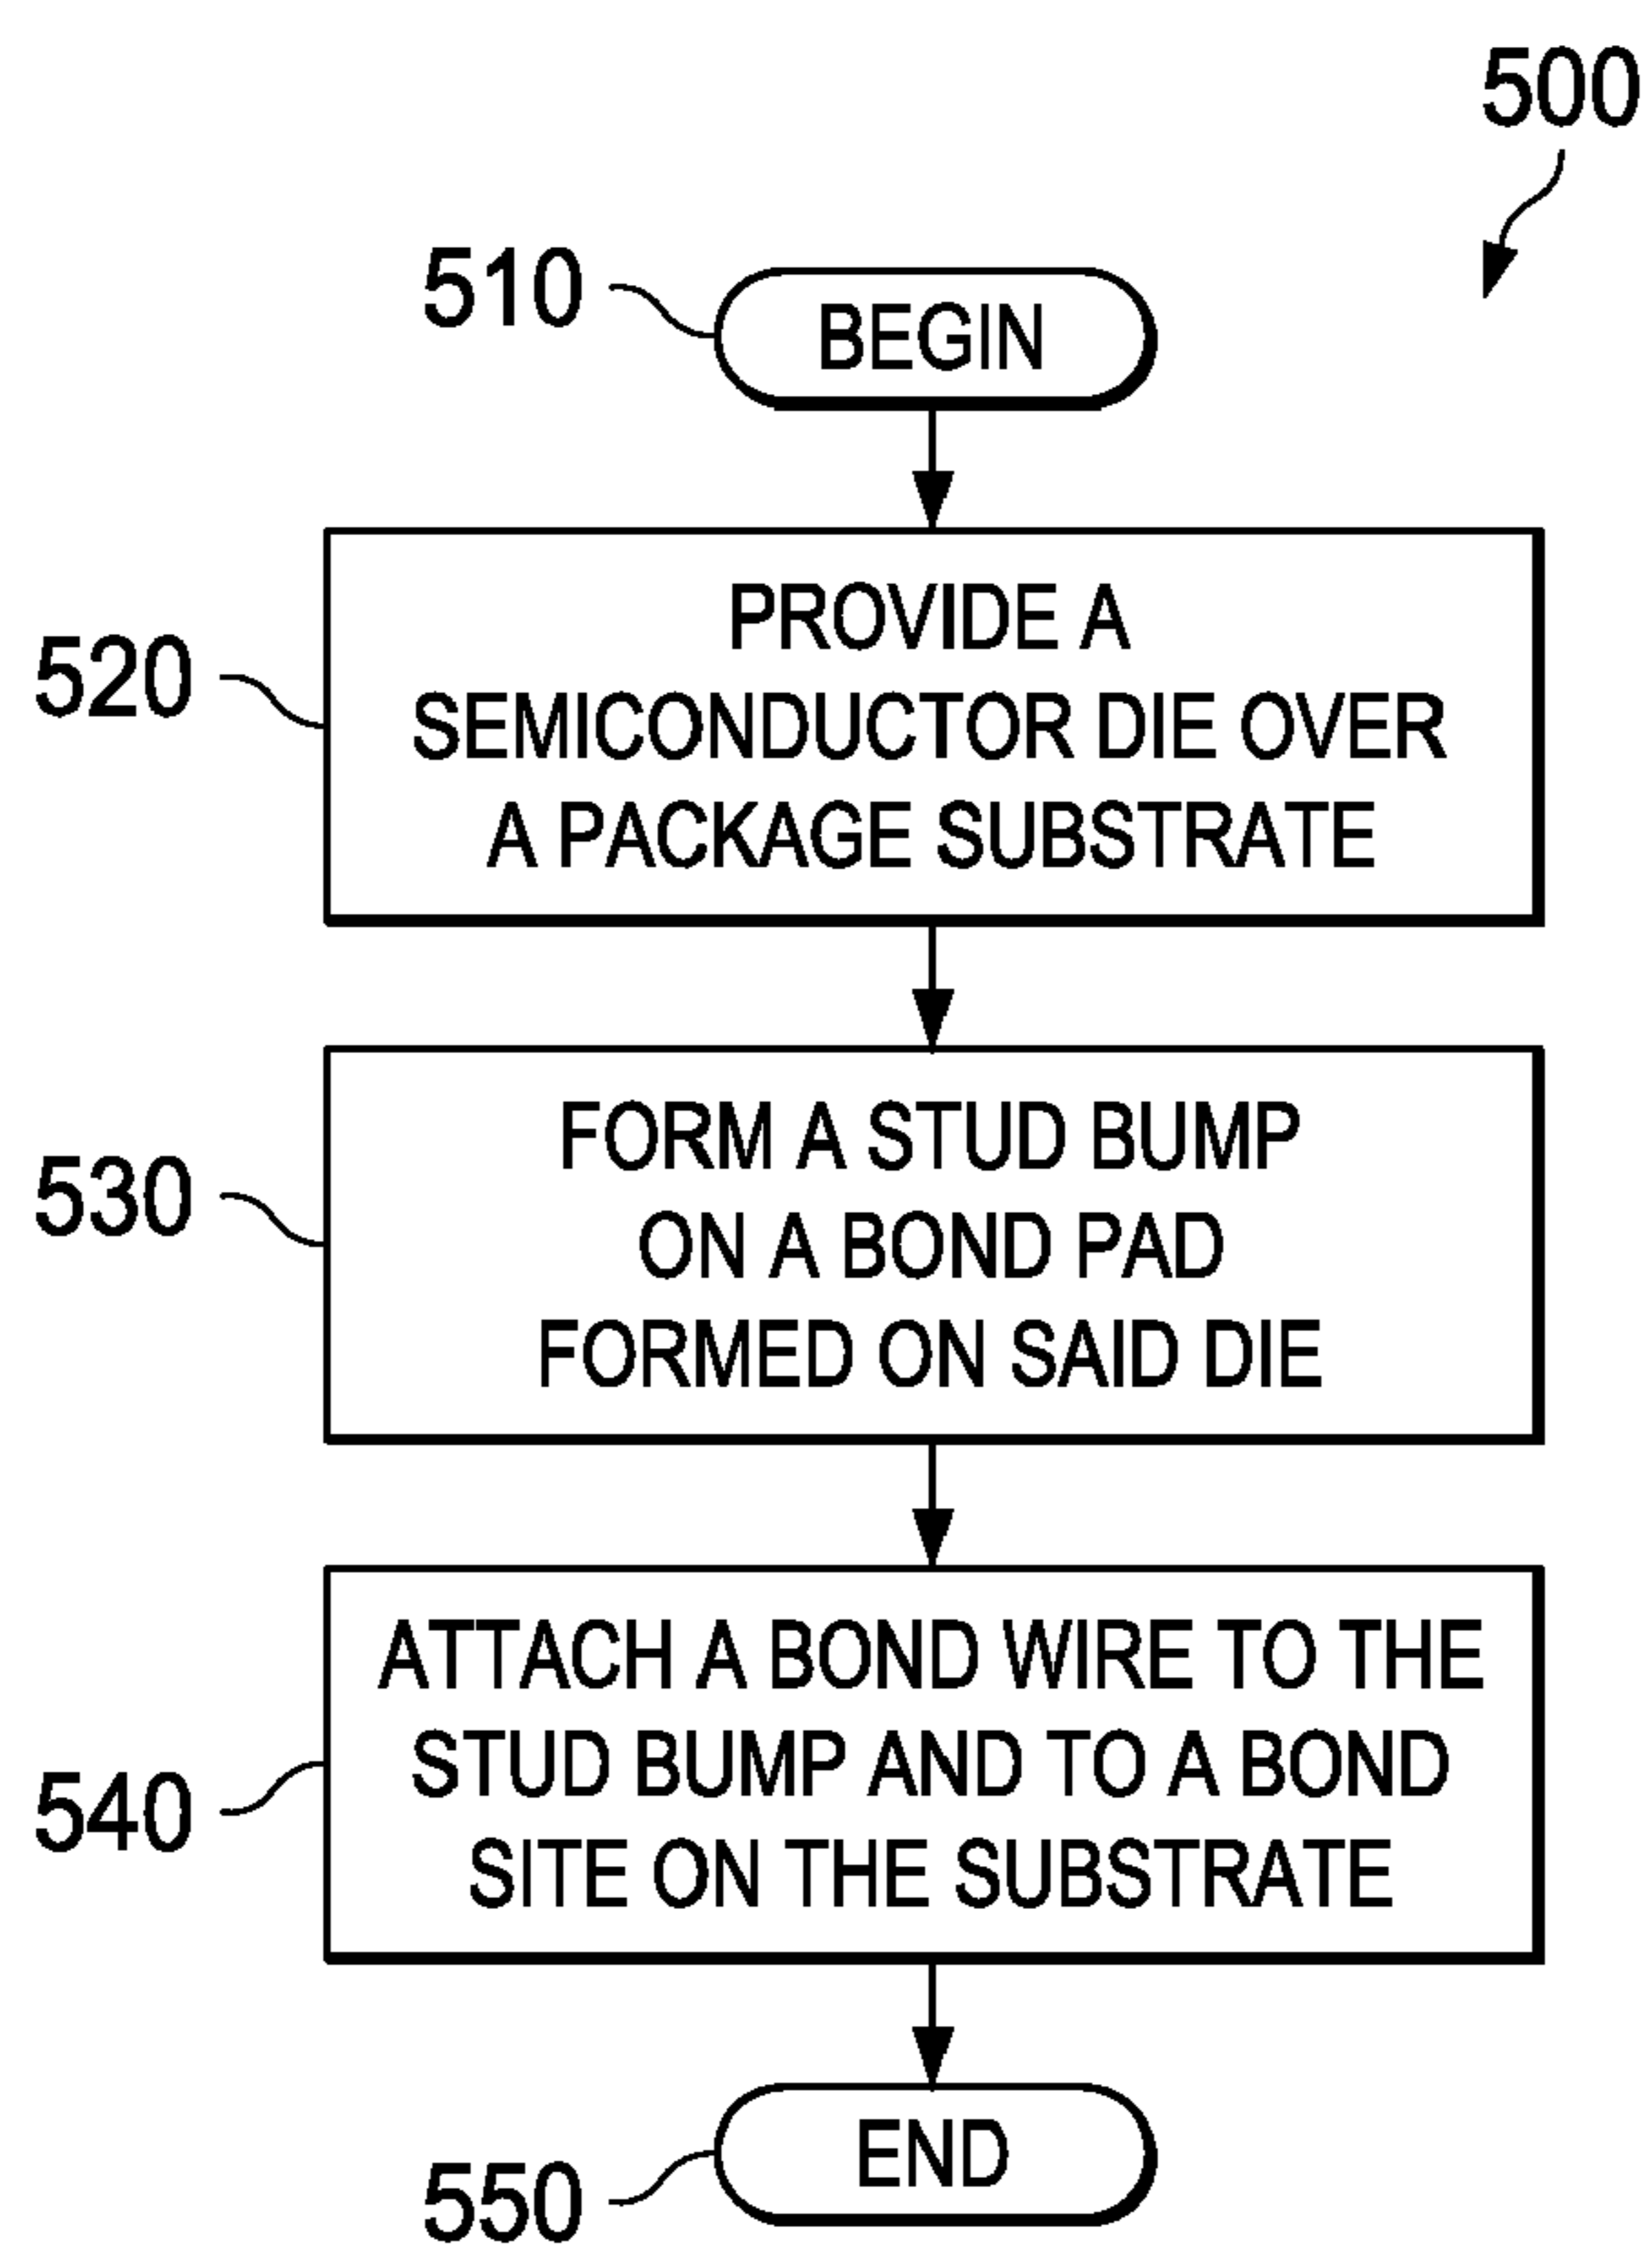 500
510
BEGIN
520
PROVIDE A
SEMICONDUCTOR DIE OVER
A PACKAGE SUBSTRATE
530
FORM A STUD BUMP
ON A BOND PAD
FORMED ON SAID DIE
540
ATTACH A BOND WIRE TO THE
STUD BUMP AND TO A BOND
SITE ON THE SUBSTRATE
550
END